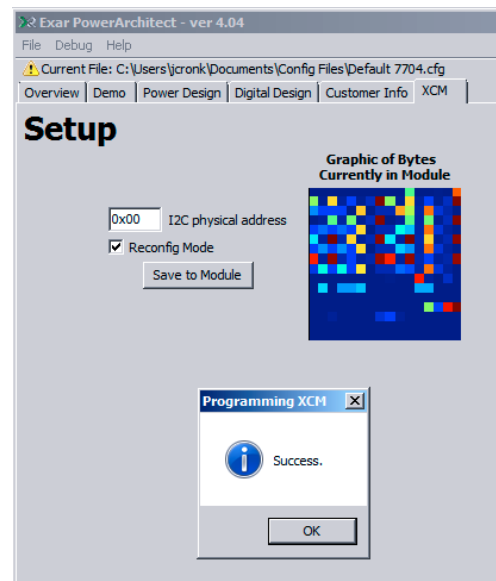 Exar PowerArchitect - ver 4.04
File Debug Help
Current File: C:\Users\jcronk\Documents\Config Files\Default 7704.cfg
Overview Demo Power Design Digital Design Customer Info XCM
Setup
Graphic of Bytes
Currently in Module
0x00 I2C physical address
Reconfig Mode
Save to Module
Programming XCM
Success.
OK